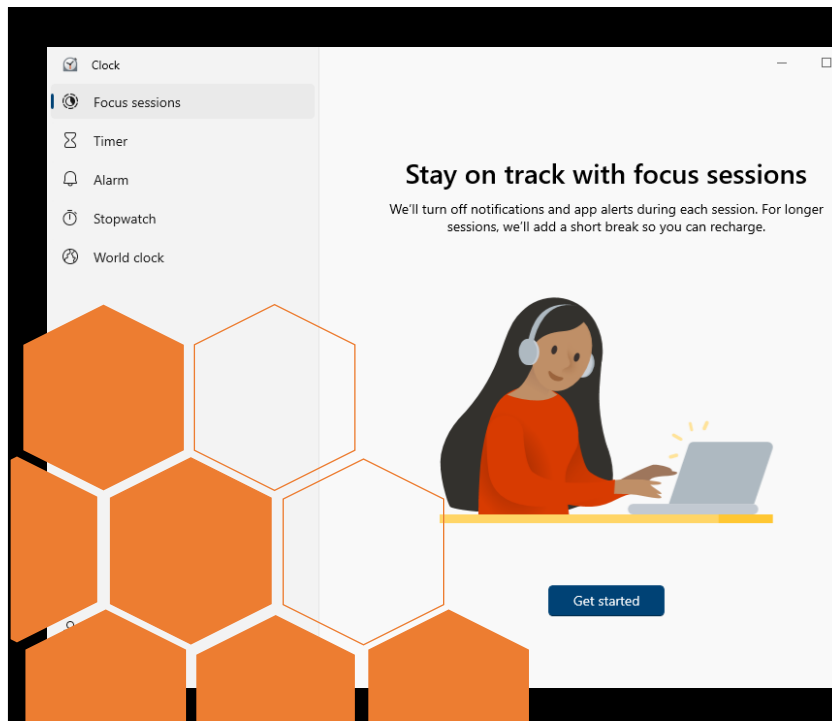 Clock
Focus sessions
Timer
Alarm
Stopwatch
World clock
Stay on track with focus sessions
We'll turn off notifications and app alerts during each session. For longer
sessions, we'll add a short break so you can recharge.
Get started